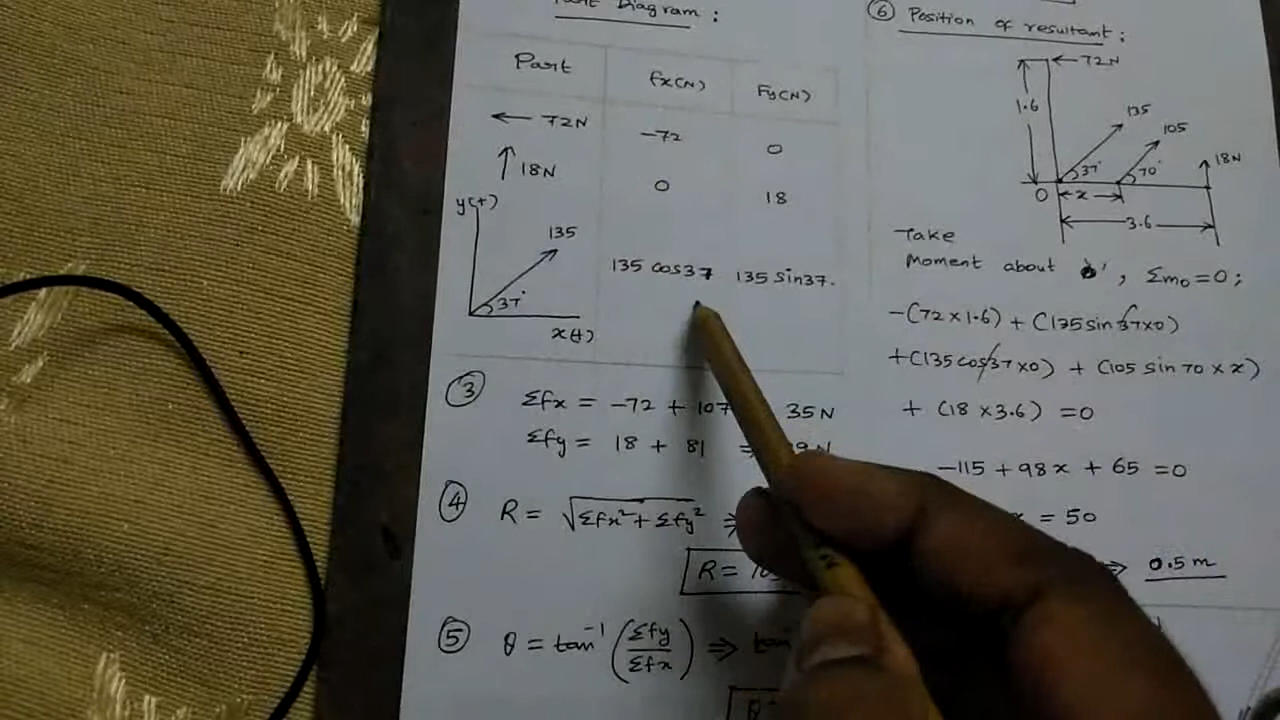 Diagram :
Part fx(N) Fy(N)
← 72N -72 0
↑ 18N 0 18
y(+)
135
37°
x(+)
135 cos37 135 sin37.
③ Σfx = -72 + 107 35 N
Σfy = 18 + 81 = N
④ R = √Σfx² + Σfy² ⇒
R =
⑤ θ = tan⁻¹ (Σfy/Σfx) ⇒ tan⁻¹
⑥ Position of resultant :
← 72N
1.6
135
105
18N
37°
70°
O x
3.6
Take
Moment about 'o' , Σmo = 0 ;
-(72 x 1.6) + (135 sin 37 x 0)
+ (135 cos 37 x 0) + (105 sin 70 x x)
+ (18 x 3.6) = 0
-115 + 98x + 65 = 0
x = 50
⇒ 0.5 m